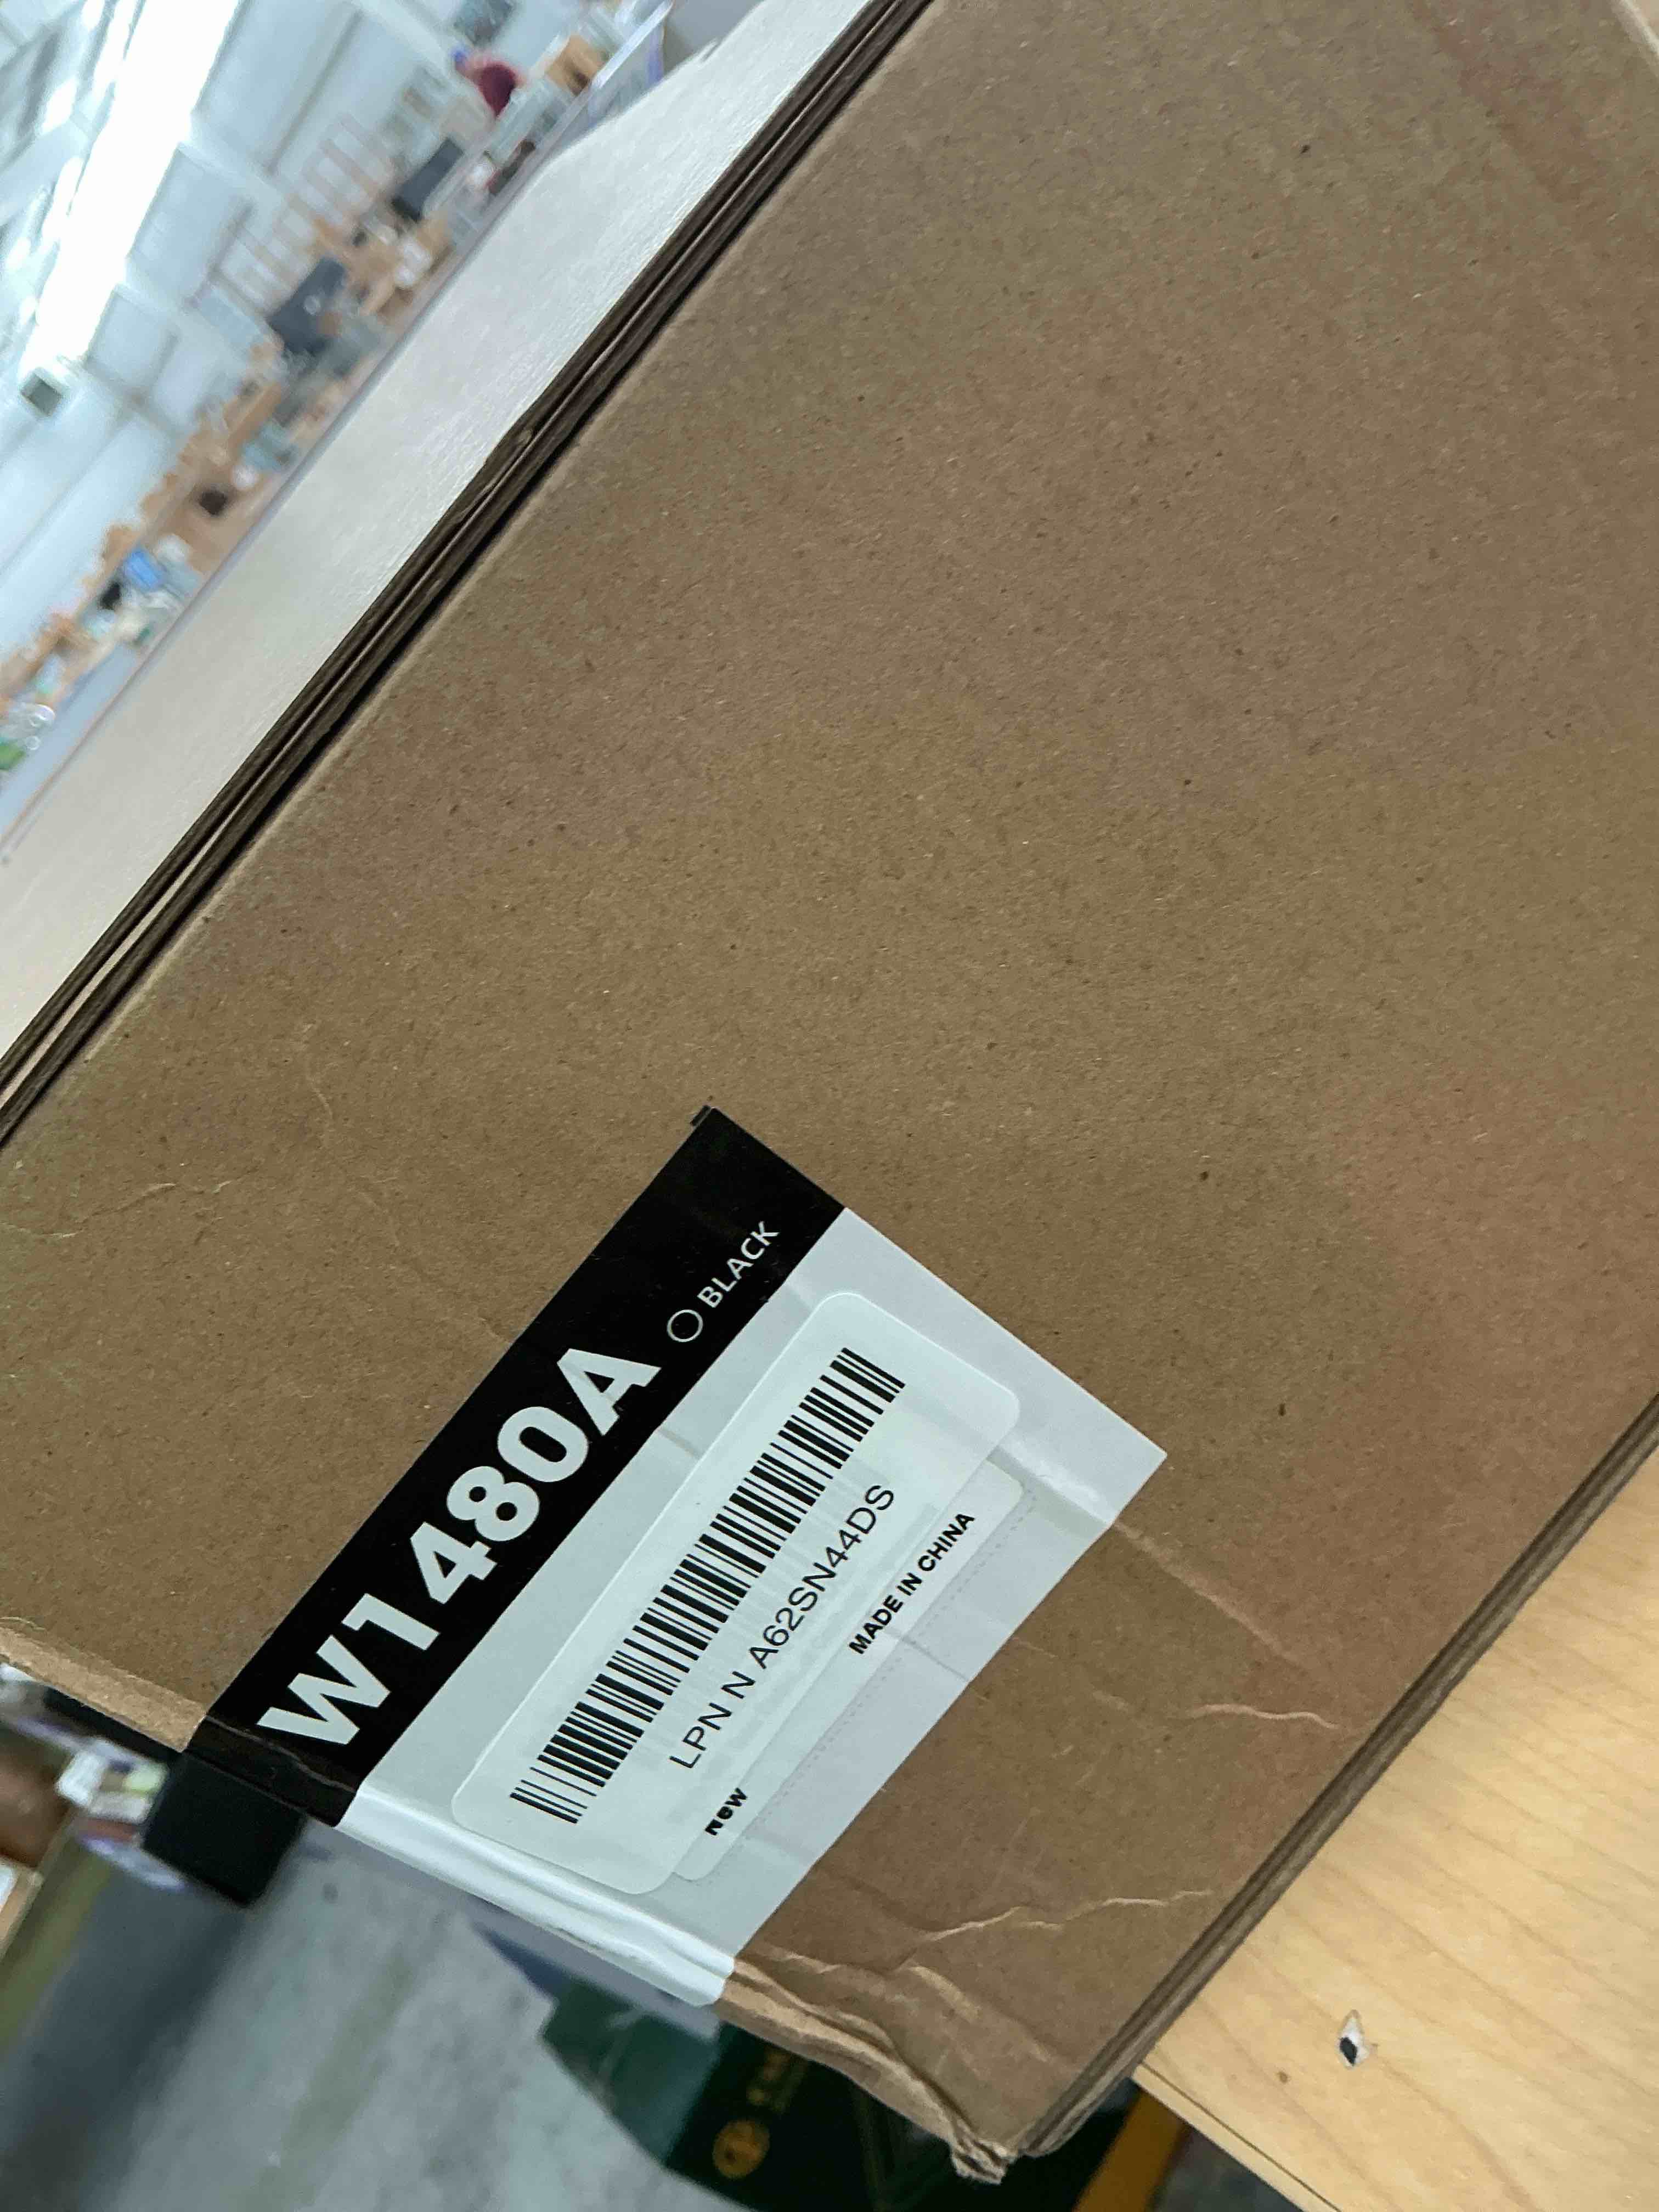 W1480A
BLACK
LPN N A62SN44DS
New
MADE IN CHINA